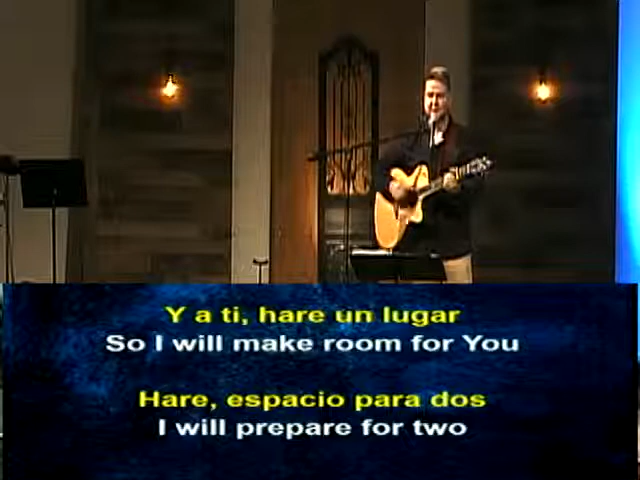 Y a ti, hare un lugar
So I will make room for You
Hare, espacio para dos
I will prepare for two